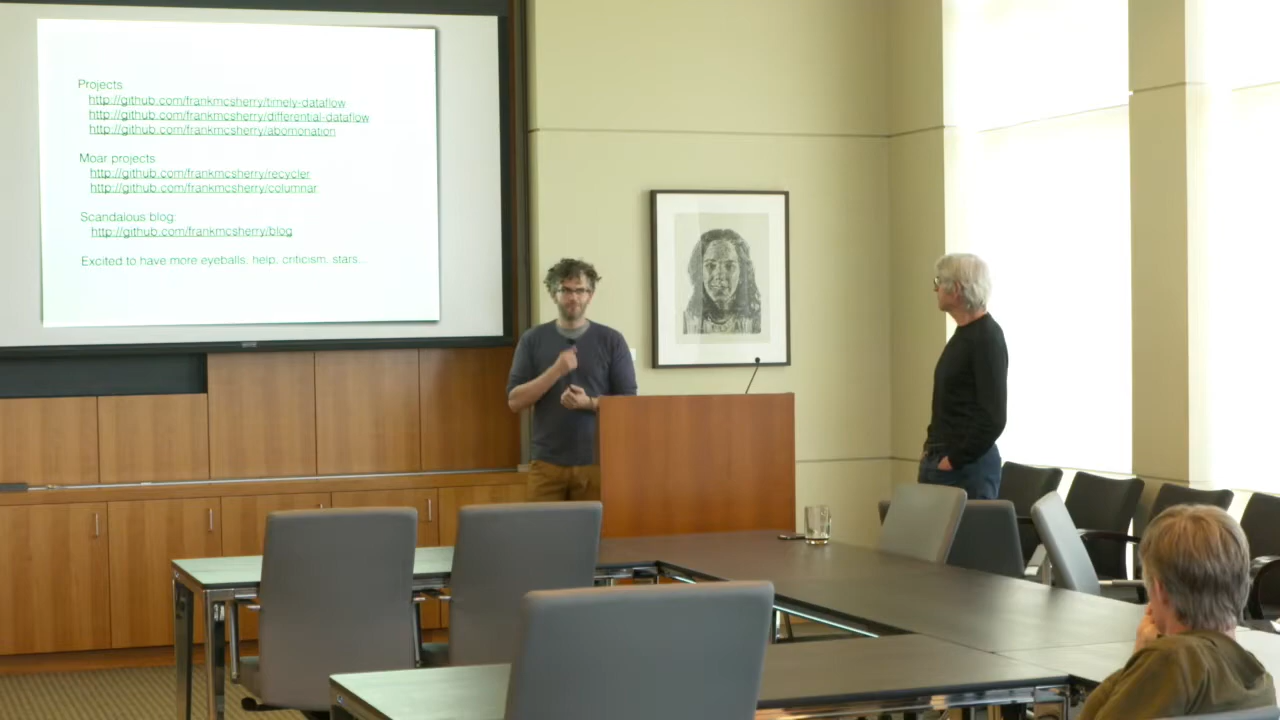 Projects
http://github.com/frankmcsherry/timely-dataflow
http://github.com/frankmcsherry/differential-dataflow
http://github.com/frankmcsherry/abomonation
Moar projects
http://github.com/frankmcsherry/recycler
http://github.com/frankmcsherry/columnar
Scandalous blog:
http://github.com/frankmcsherry/blog
Excited to have more eyeballs, help, criticism, stars...